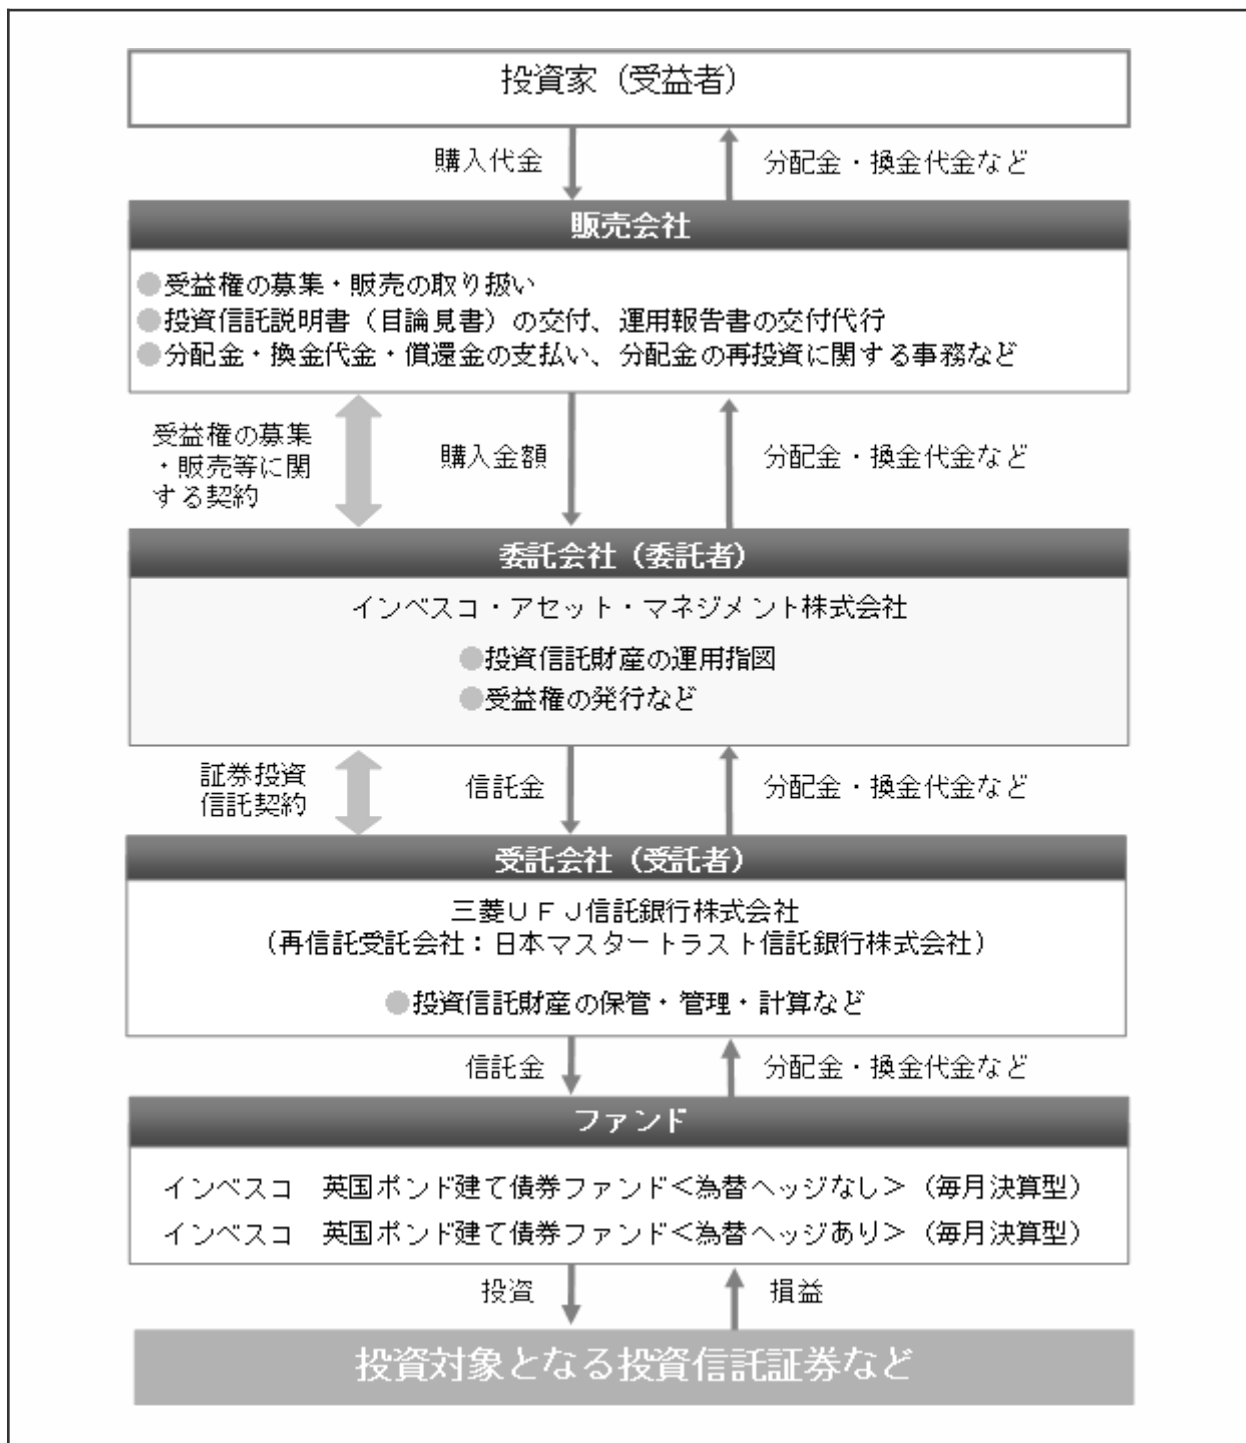 投資家（受益者）
購入代金
分配金・換金代金など
販売会社
●受益権の募集・販売の取り扱い
●投資信託説明書（目論見書）の交付、運用報告書の交付代行
●分配金・換金代金・償還金の支払い、分配金の再投資に関する事務など
受益権の募集
・販売等に関
する契約
購入金額
分配金・換金代金など
委託会社（委託者）
インベスコ・アセット・マネジメント株式会社
●投資信託財産の運用指図
●受益権の発行など
証券投資
信託契約
信託金
分配金・換金代金など
受託会社（受託者）
三菱ＵＦＪ信託銀行株式会社
（再信託受託会社：日本マスタートラスト信託銀行株式会社）
●投資信託財産の保管・管理・計算など
信託金
分配金・換金代金など
ファンド
インベスコ　英国ポンド建て債券ファンド＜為替ヘッジなし＞（毎月決算型）
インベスコ　英国ポンド建て債券ファンド＜為替ヘッジあり＞（毎月決算型）
投資
損益
投資対象となる投資信託証券など